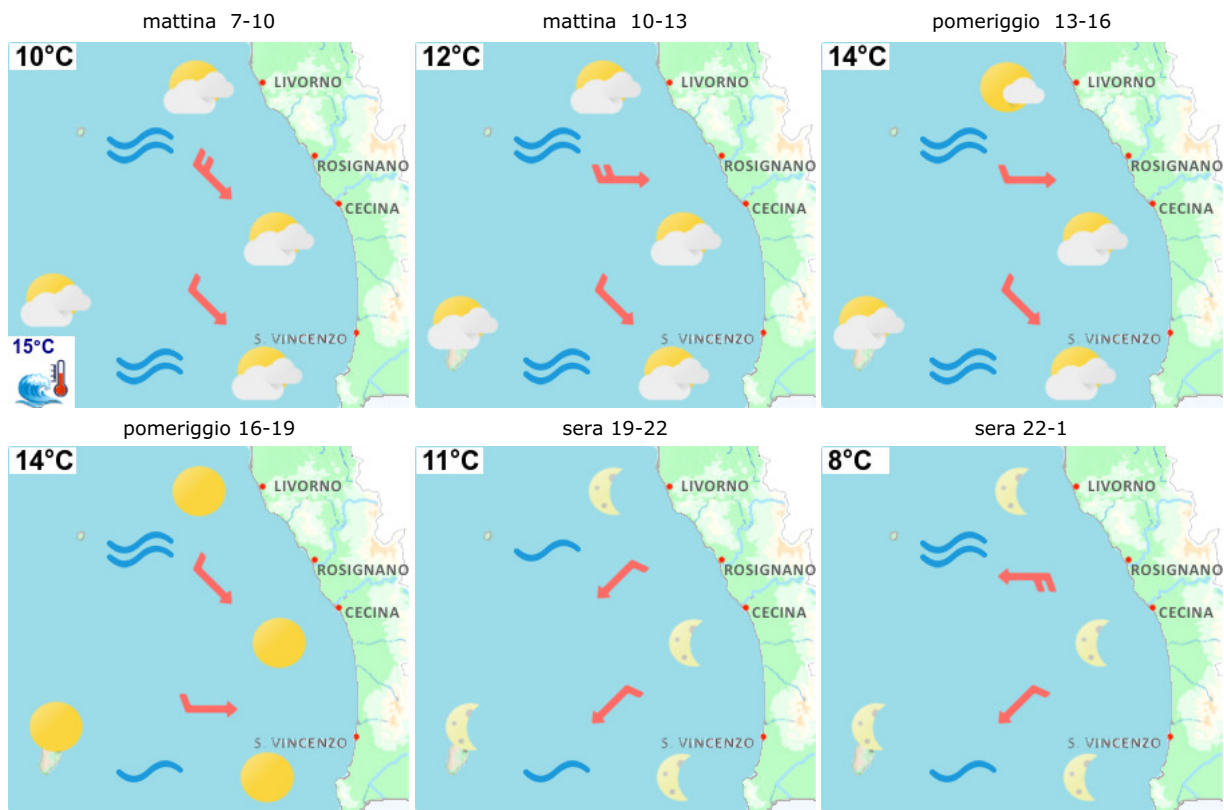 mattina 7-10
mattina 10-13
pomeriggio 13-16
10°C
LIVORNO
ROSIGNANO
CECINA
S. VINCENZO
15°C
12°C
LIVORNO
ROSIGNANO
CECINA
S. VINCENZO
14°C
LIVORNO
ROSIGNANO
CECINA
S. VINCENZO
pomeriggio 16-19
sera 19-22
sera 22-1
14°C
LIVORNO
ROSIGNANO
CECINA
S. VINCENZO
11°C
LIVORNO
ROSIGNANO
CECINA
S. VINCENZO
8°C
LIVORNO
ROSIGNANO
CECINA
S. VINCENZO